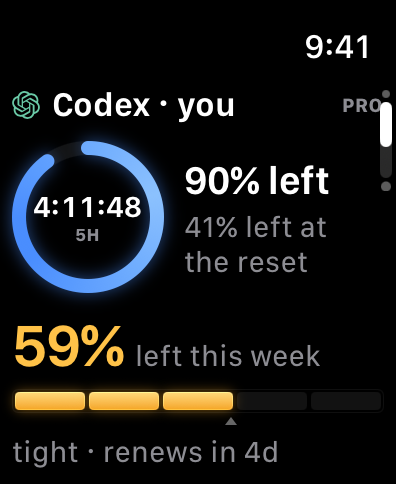 9:41
Codex · you PRO
4:11:48
5H
90% left
41% left at
the reset
59% left this week
tight · renews in 4d